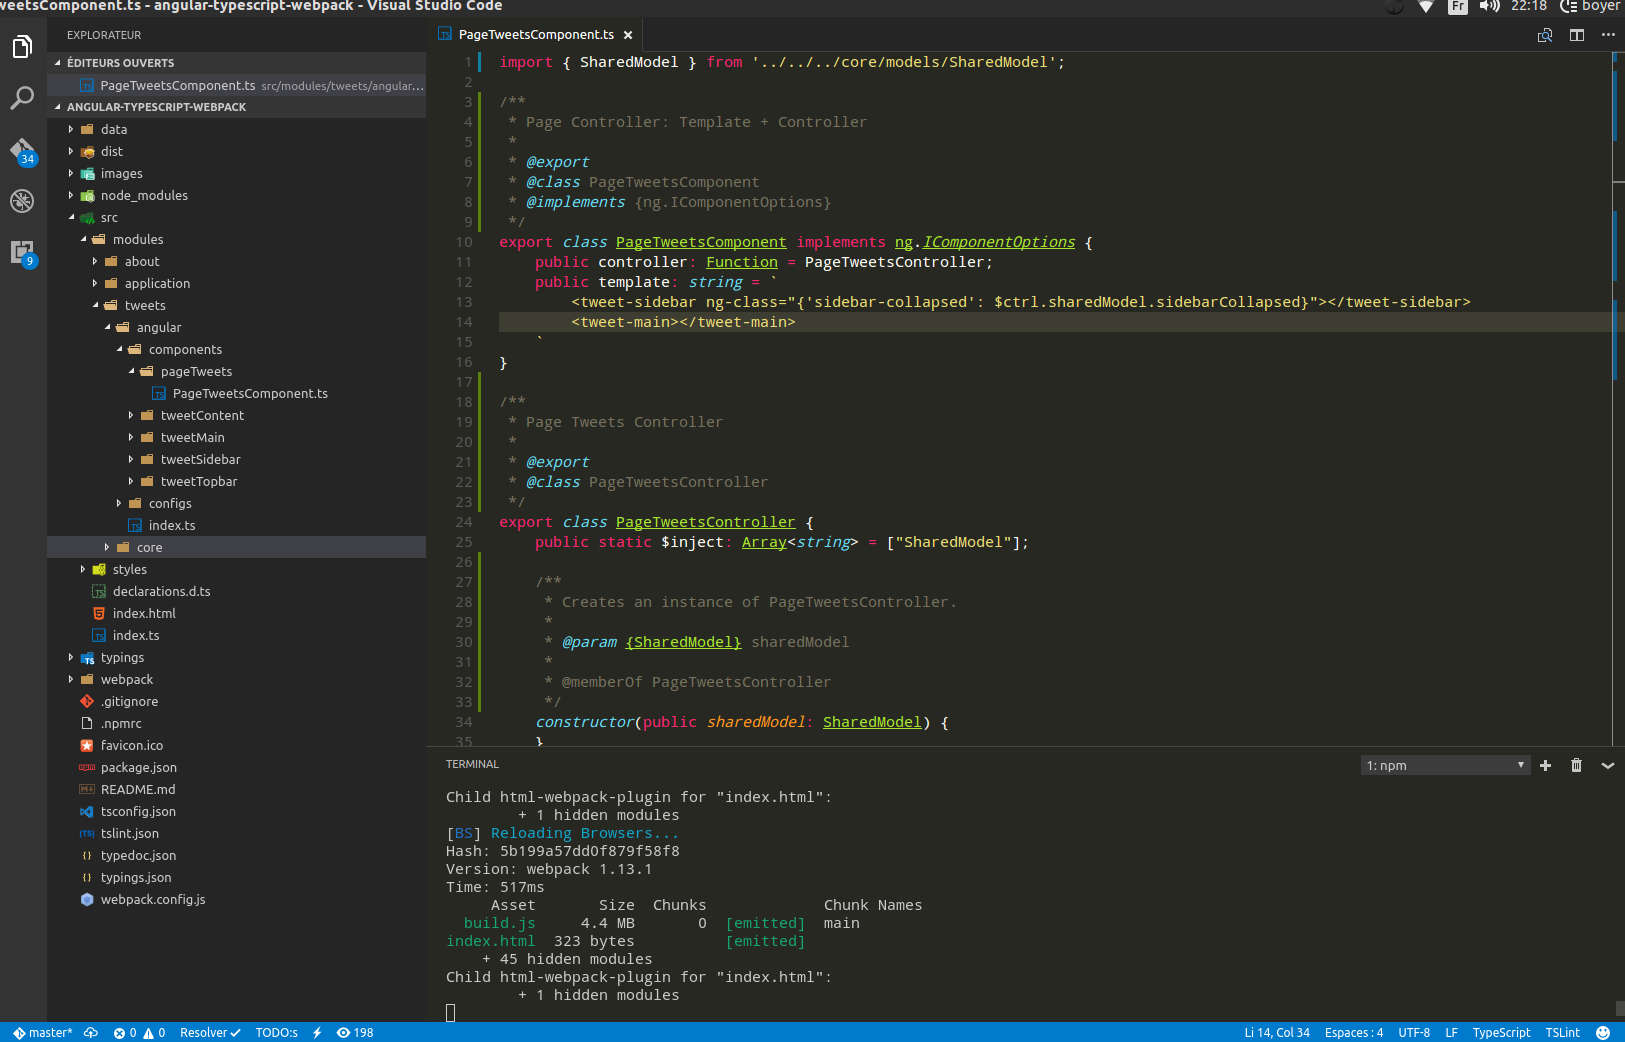 weetsComponent.ts - angular-typescript-webpack - Visual Studio Code
Fr
22:18
boyer
EXPLORATEUR
ÉDITEURS OUVERTS
PageTweetsComponent.ts src/modules/tweets/angular...
ANGULAR-TYPESCRIPT-WEBPACK
data
dist
images
node_modules
src
modules
about
application
tweets
angular
components
pageTweets
PageTweetsComponent.ts
tweetContent
tweetMain
tweetSidebar
tweetTopbar
configs
TS index.ts
core
styles
TS declarations.d.ts
index.html
TS index.ts
TS typings
webpack
.gitignore
.npmrc
favicon.ico
package.json
README.md
tsconfig.json
(TS) tslint.json
{} typedoc.json
{} typings.json
webpack.config.js
34
9
TS PageTweetsComponent.ts ×
1 import { SharedModel } from '../../../core/models/SharedModel';
2
3 /**
4  * Page Controller: Template + Controller
5  *
6  * @export
7  * @class PageTweetsComponent
8  * @implements {ng.IComponentOptions}
9  */
10 export class PageTweetsComponent implements ng.IComponentOptions {
11     public controller: Function = PageTweetsController;
12     public template: string = `
13         <tweet-sidebar ng-class="{'sidebar-collapsed': $ctrl.sharedModel.sidebarCollapsed}"></tweet-sidebar>
14         <tweet-main></tweet-main>
15     `
16 }
17
18 /**
19  * Page Tweets Controller
20  *
21  * @export
22  * @class PageTweetsController
23  */
24 export class PageTweetsController {
25     public static $inject: Array<string> = ["SharedModel"];
26
27     /**
28      * Creates an instance of PageTweetsController.
29      *
30      * @param {SharedModel} sharedModel
31      *
32      * @memberOf PageTweetsController
33      */
34     constructor(public sharedModel: SharedModel) {
35     }
TERMINAL
1: npm
Child html-webpack-plugin for "index.html":
        + 1 hidden modules
[BS] Reloading Browsers...
Hash: 5b199a57dd0f879f58f8
Version: webpack 1.13.1
Time: 517ms
     Asset       Size  Chunks             Chunk Names
  build.js     4.4 MB       0  [emitted]  main
index.html  323 bytes          [emitted]
    + 45 hidden modules
Child html-webpack-plugin for "index.html":
        + 1 hidden modules
master* 0 0 Resolver TODO:s 198 Li 14, Col 34 Espaces : 4 UTF-8 LF TypeScript TSLint